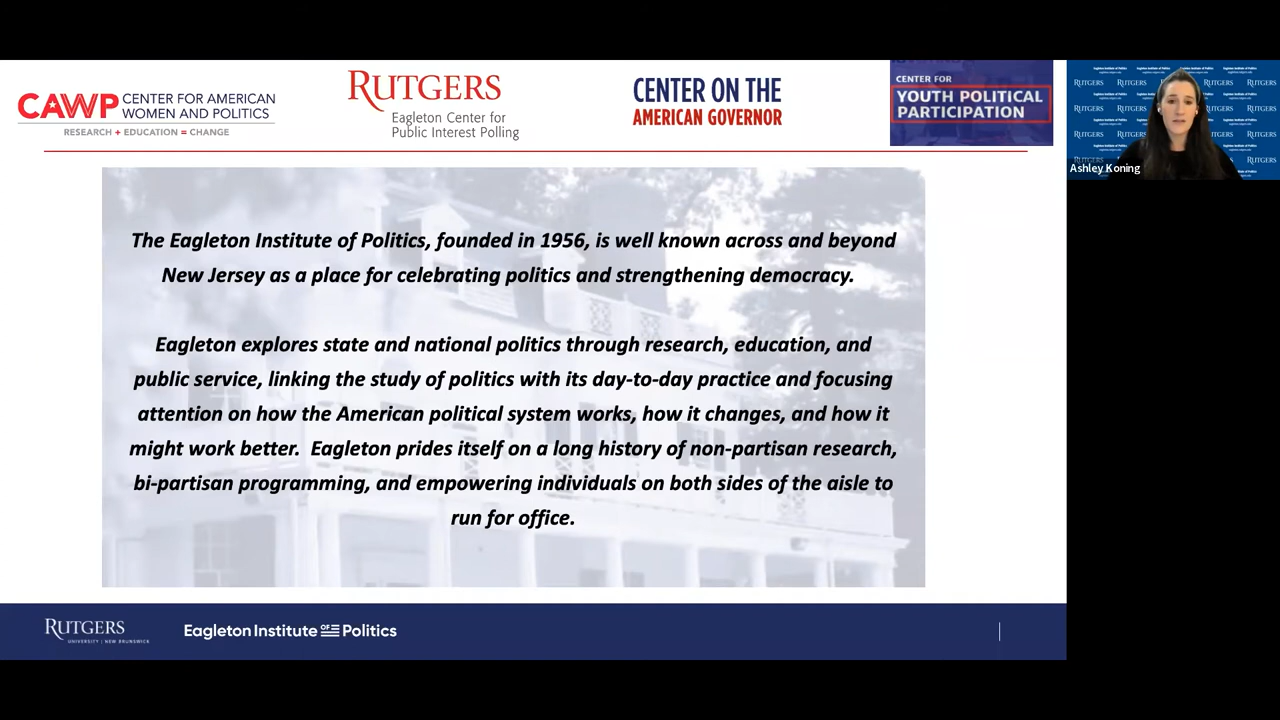 CAWP CENTER FOR AMERICAN WOMEN AND POLITICS
RESEARCH + EDUCATION = CHANGE
RUTGERS
Eagleton Center for
Public Interest Polling
CENTER ON THE
AMERICAN GOVERNOR
CENTER FOR
YOUTH POLITICAL
PARTICIPATION
Ashley Koning
The Eagleton Institute of Politics, founded in 1956, is well known across and beyond
New Jersey as a place for celebrating politics and strengthening democracy.
Eagleton explores state and national politics through research, education, and
public service, linking the study of politics with its day-to-day practice and focusing
attention on how the American political system works, how it changes, and how it
might work better.  Eagleton prides itself on a long history of non-partisan research,
bi-partisan programming, and empowering individuals on both sides of the aisle to
run for office.
RUTGERS
UNIVERSITY | NEW BRUNSWICK
Eagleton Institute OF Politics